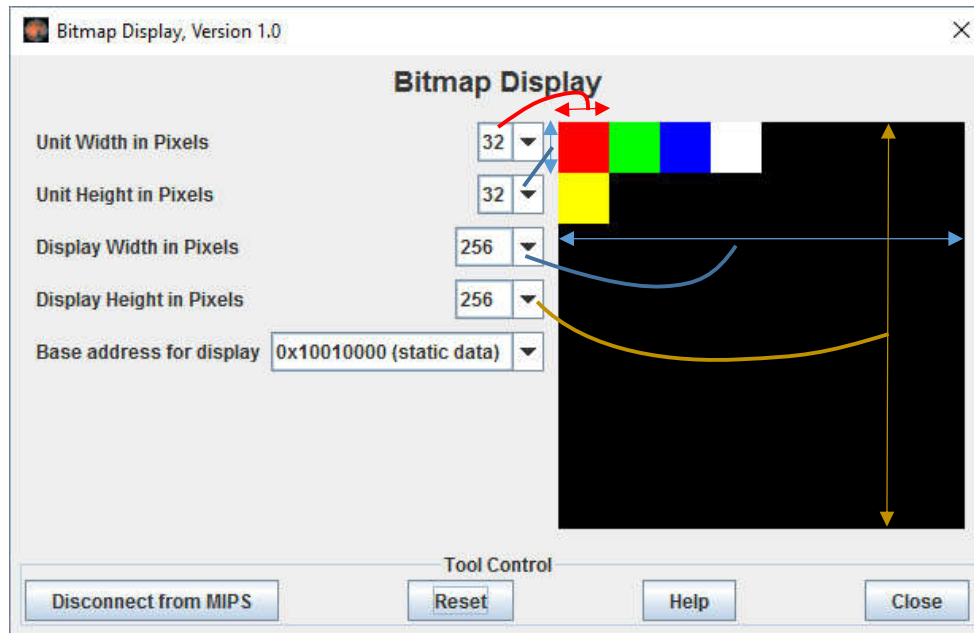 Bitmap Display, Version 1.0
Bitmap Display
Unit Width in Pixels 32
Unit Height in Pixels 32
Display Width in Pixels 256
Display Height in Pixels 256
Base address for display 0x10010000 (static data)
Tool Control
Disconnect from MIPS Reset Help Close